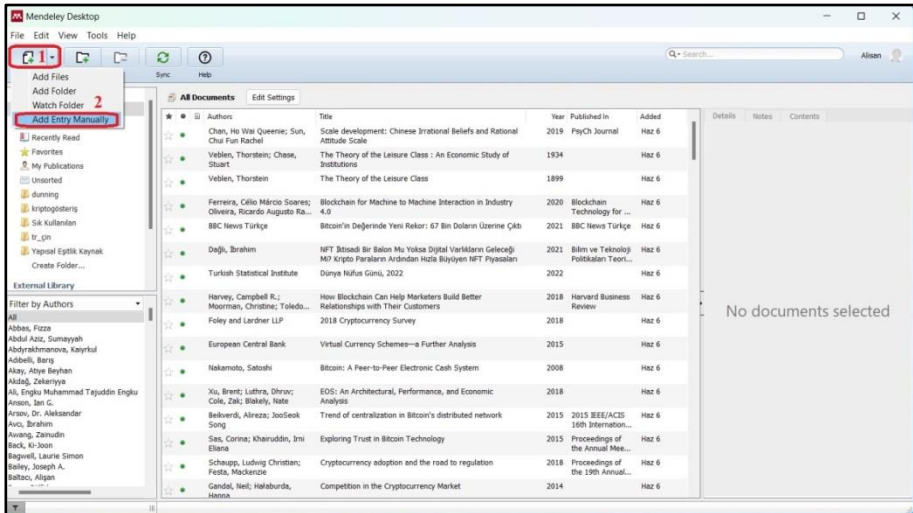 Mendeley Desktop
File Edit View Tools Help
1
Sync
Help
Search...
Alisan
Add Files
Add Folder
Watch Folder 2
Add Entry Manually
Recently Read
Favorites
My Publications
Unsorted
dunning
kriptogösteriş
Sık Kullanılan
tr_çin
Yapısal Eşitlik Kaynak
Create Folder...
External Library
Filter by Authors
All
Abbas, Fizza
Abdul Aziz, Sumayyah
Abdyrakhmanova, Kaiyrkul
Adibelli, Barış
Akay, Atiye Beyhan
Akdağ, Zekeriyya
Ali, Engku Muhammad Tajuddin Engku
Anson, Ian G.
Arsov, Dr. Aleksandar
Avcı, İbrahim
Awang, Zainudin
Back, Ki-Joon
Bagwell, Laurie Simon
Bailey, Joseph A.
Baltacı, Alişan
All Documents Edit Settings
Authors Title Year Published In Added
Chan, Ho Wai Queenie; Sun, Scale development: Chinese Irrational Beliefs and Rational 2019 PsyCh Journal Haz 6
Chui Fun Rachel Attitude Scale
Veblen, Thorstein; Chase, The Theory of the Leisure Class : An Economic Study of 1934 Haz 6
Stuart Institutions
Veblen, Thorstein The Theory of the Leisure Class 1899 Haz 6
Ferreira, Célio Márcio Soares; Blockchain for Machine to Machine Interaction in Industry 2020 Blockchain Haz 6
Oliveira, Ricardo Augusto Ra... 4.0 Technology for ...
BBC News Türkçe Bitcoin'in Değerinde Yeni Rekor: 67 Bin Doların Üzerine Çıktı 2021 BBC News Türkçe Haz 6
Dağlı, İbrahim NFT İktisadi Bir Balon Mu Yoksa Dijital Varlıkların Geleceği 2021 Bilim ve Teknoloji Haz 6
Mi? Kripto Paraların Ardından Hızla Büyüyen NFT Piyasaları Politikaları Teori...
Turkish Statistical Institute Dünya Nüfus Günü, 2022 2022 Haz 6
Harvey, Campbell R.; How Blockchain Can Help Marketers Build Better 2018 Harvard Business Haz 6
Moorman, Christine; Toledo... Relationships with Their Customers Review
Foley and Lardner LLP 2018 Cryptocurrency Survey 2018 Haz 6
European Central Bank Virtual Currency Schemes—a Further Analysis 2015 Haz 6
Nakamoto, Satoshi Bitcoin: A Peer-to-Peer Electronic Cash System 2008 Haz 6
Xu, Brent; Luthra, Dhruv; EOS: An Architectural, Performance, and Economic 2018 Haz 6
Cole, Zak; Blakely, Nate Analysis
Beikverdi, Alireza; JooSeok Trend of centralization in Bitcoin's distributed network 2015 2015 IEEE/ACIS Haz 6
Song 16th Internation...
Sas, Corina; Khairuddin, Irni Exploring Trust in Bitcoin Technology 2015 Proceedings of Haz 6
Eliana the Annual Mee...
Schaupp, Ludwig Christian; Cryptocurrency adoption and the road to regulation 2018 Proceedings of Haz 6
Festa, Mackenzie the 19th Annual...
Gandal, Neil; Hałaburda, Competition in the Cryptocurrency Market 2014 Haz 6
Hanna
Details Notes Contents
No documents selected